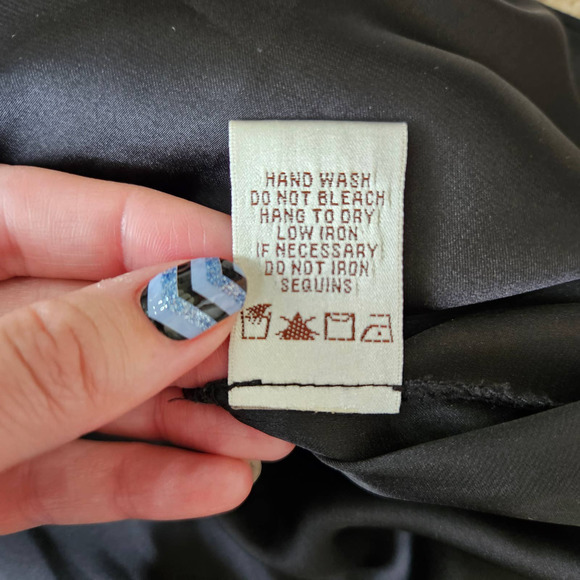 HAND WASH
DO NOT BLEACH
HANG TO DRY
LOW IRON
IF NECESSARY
DO NOT IRON
SEQUINS